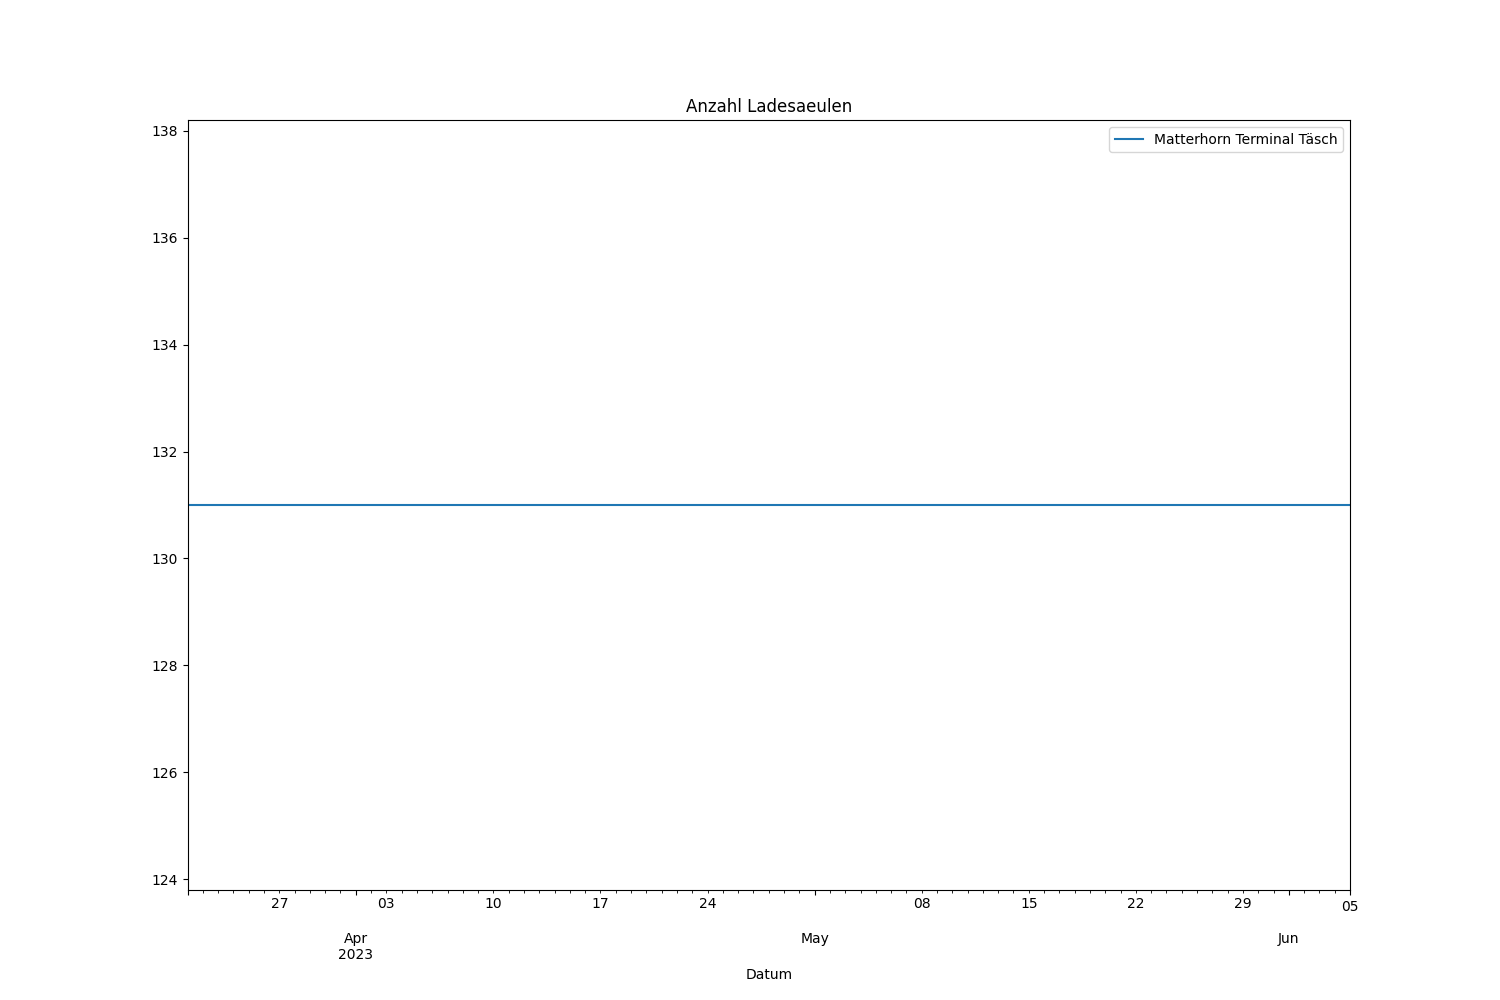 Anzahl Ladesaeulen
Matterhorn Terminal Täsch
138
136
134
132
130
128
126
124
27 03 10 17 24 08 15 22 29 05
Apr May Jun
2023
Datum